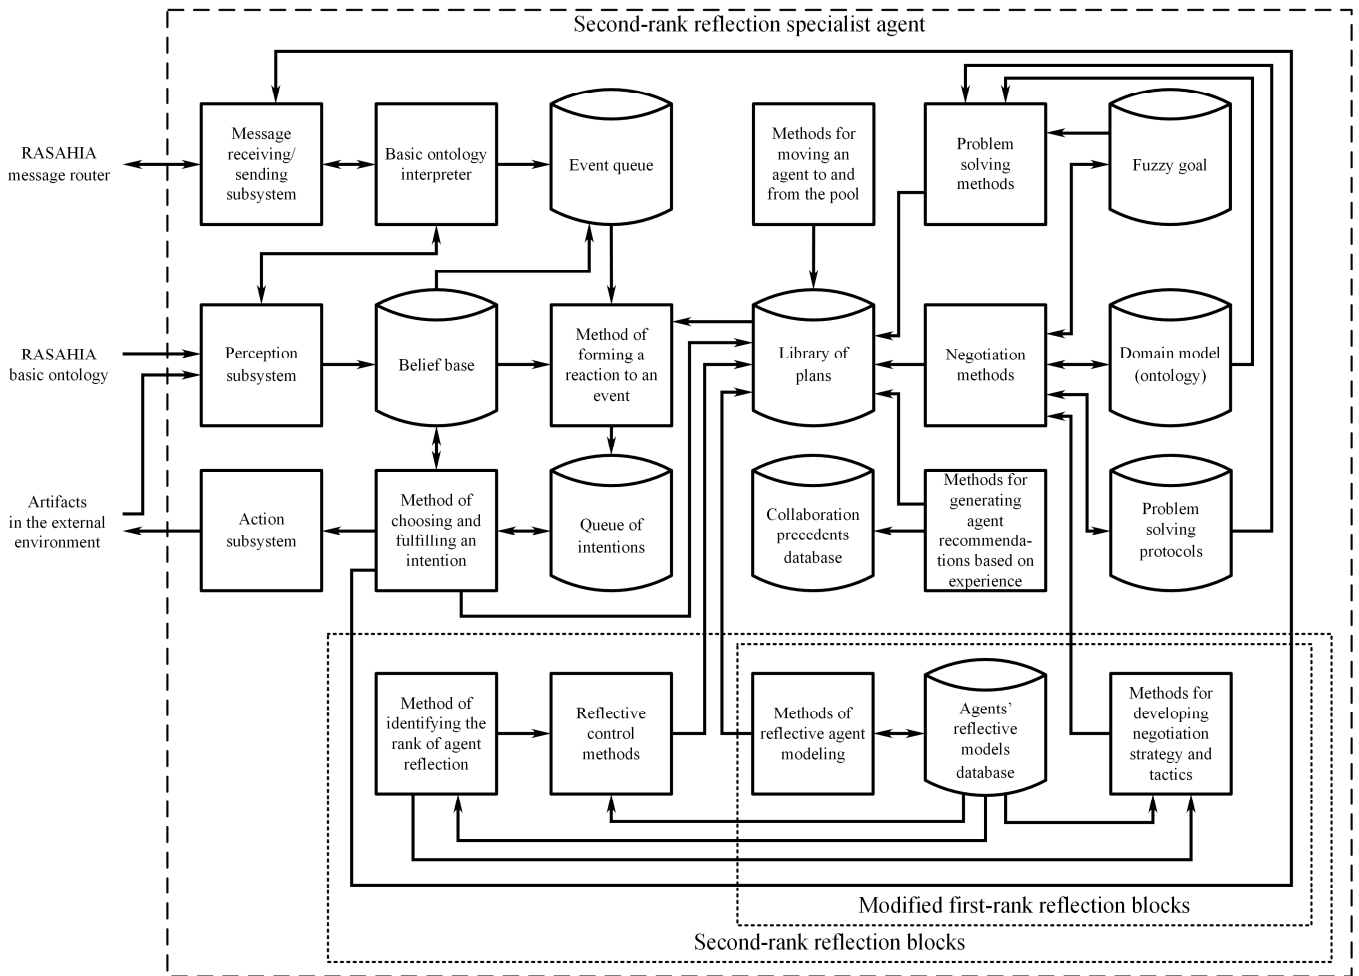 Second-rank reflection specialist agent
RASAHIA
message router
Message
receiving/
sending
subsystem
Basic ontology
interpreter
Event queue
Methods for
moving an
agent to and
from the pool
Problem
solving
methods
Fuzzy goal
RASAHIA
basic ontology
Perception
subsystem
Belief base
Method of
forming a
reaction to an
event
Library of
plans
Negotiation
methods
Domain model
(ontology)
Artifacts
in the external
environment
Action
subsystem
Method of
choosing and
fulfilling an
intention
Queue of
intentions
Collaboration
precedents
database
Methods for
generating
agent
recommenda-
tions based on
experience
Problem
solving
protocols
Method of
identifying the
rank of agent
reflection
Reflective
control
methods
Methods of
reflective agent
modeling
Agents’
reflective
models
database
Methods for
developing
negotiation
strategy and
tactics
Modified first-rank reflection blocks
Second-rank reflection blocks